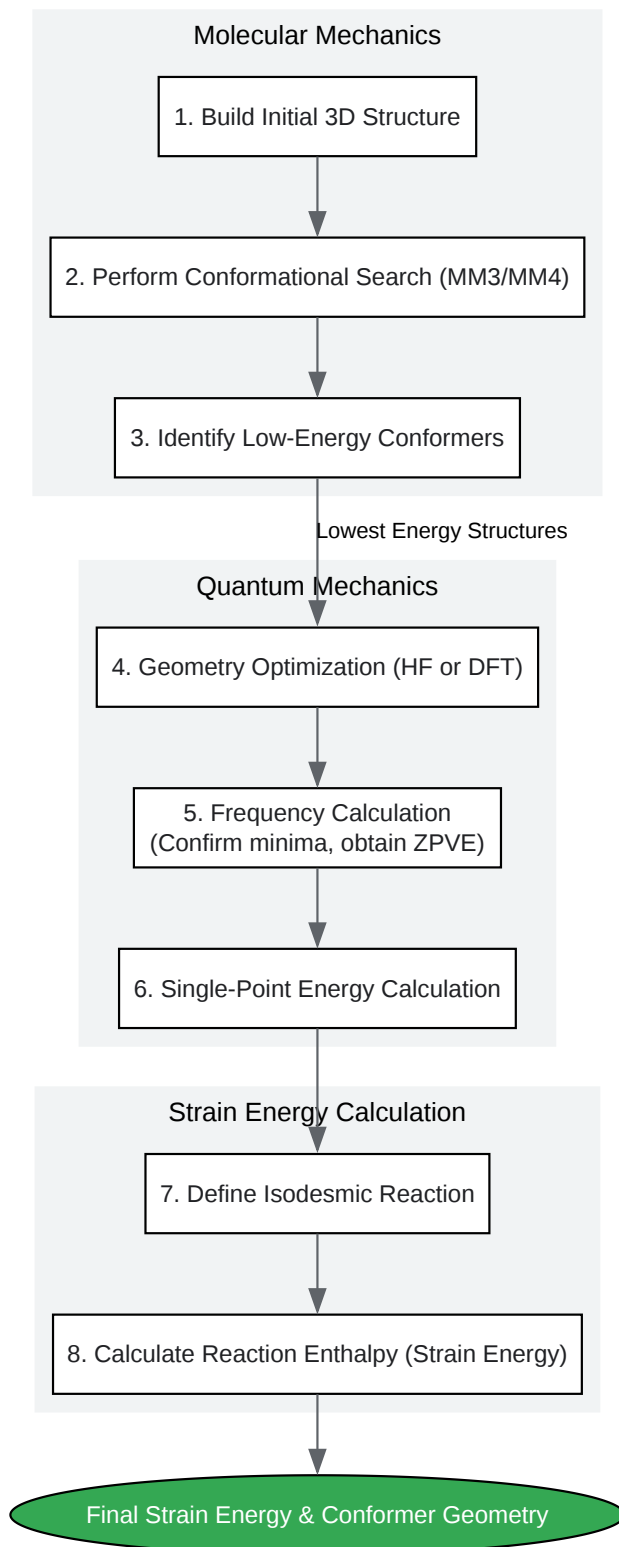 Molecular Mechanics
1. Build Initial 3D Structure
2. Perform Conformational Search (MM3/MM4)
3. Identify Low-Energy Conformers
Lowest Energy Structures
Quantum Mechanics
4. Geometry Optimization (HF or DFT)
5. Frequency Calculation
(Confirm minima, obtain ZPVE)
6. Single-Point Energy Calculation
Strain Energy Calculation
7. Define Isodesmic Reaction
8. Calculate Reaction Enthalpy (Strain Energy)
Final Strain Energy & Conformer Geometry